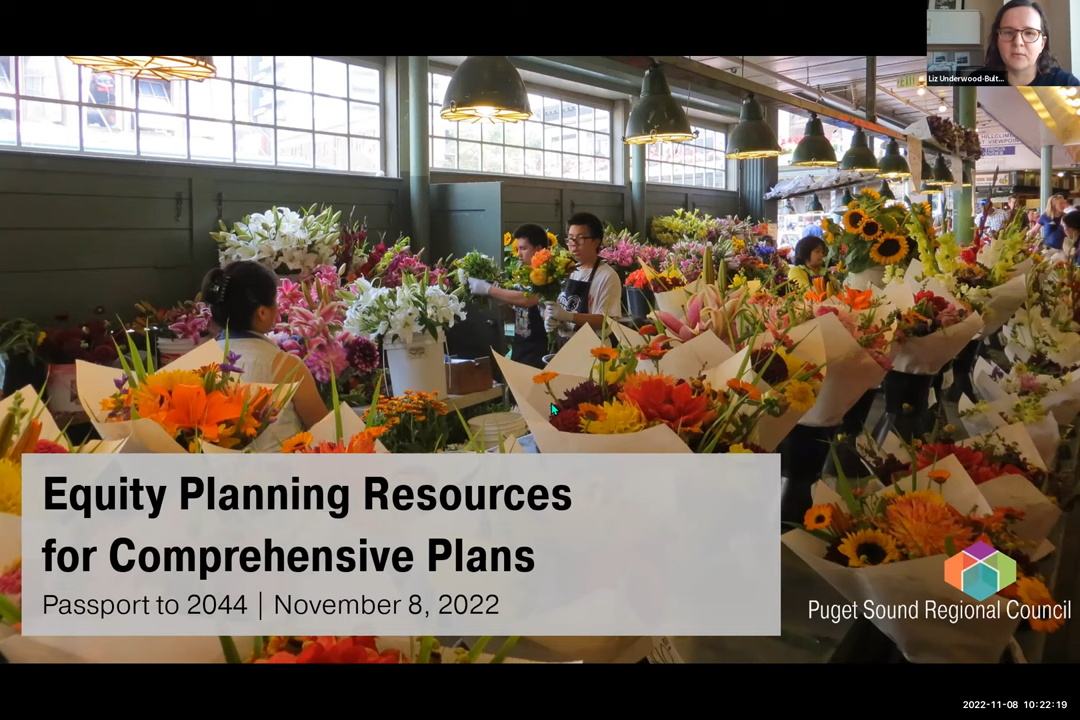 Liz Underwood-Bult...
Equity Planning Resources
for Comprehensive Plans
Passport to 2044 | November 8, 2022
Puget Sound Regional Council
2022-11-08 10:22:19